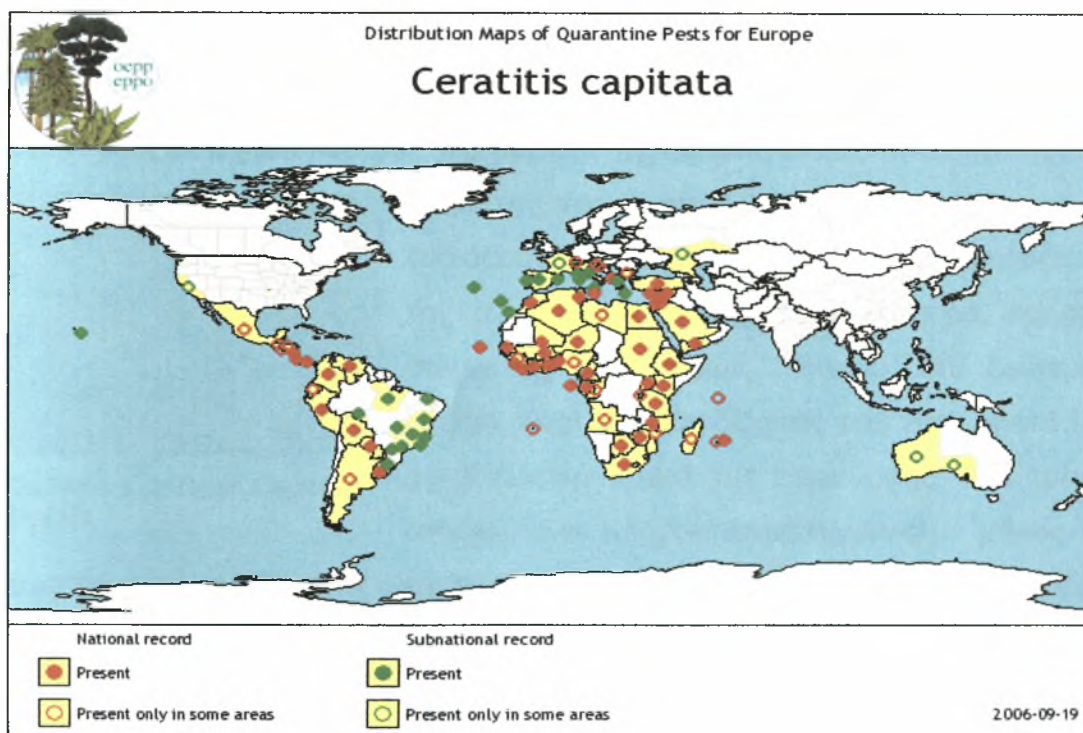 oepp
eppo
Distribution Maps of Quarantine Pests for Europe
Ceratitis capitata
National record
Present
Present only in some areas
Subnational record
Present
Present only in some areas
2006-09-19